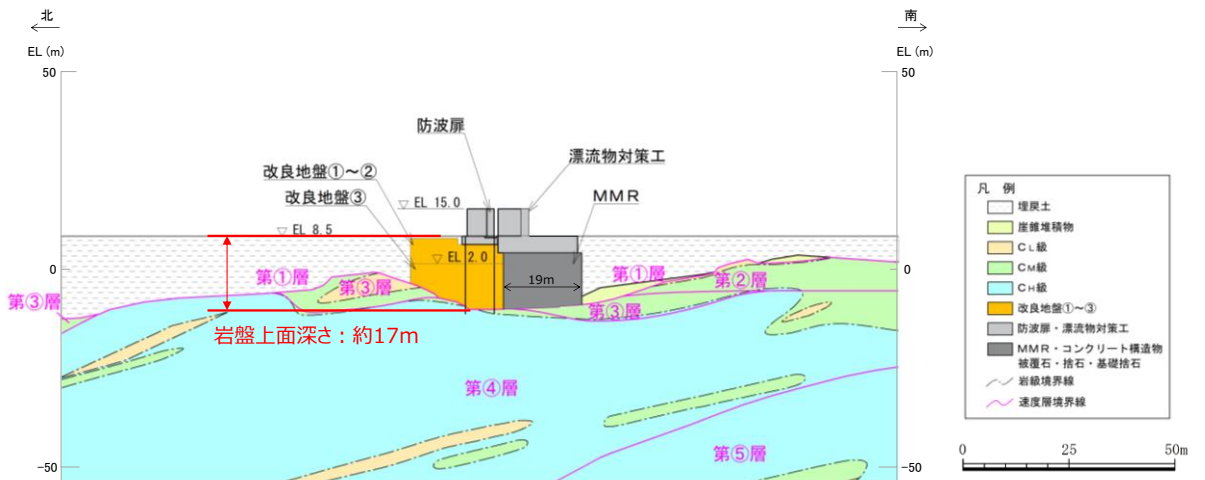 北
EL (m)
南
EL (m)
50
0
-50
50
0
-50
防波扉
漂流物対策工
改良地盤①～②
改良地盤③
MMR
▽ EL 15.0
▽ EL 8.5
▽ EL 2.0
19m
第①層
第③層
第③層
第①層
第②層
第③層
岩盤上面深さ：約17m
第④層
第⑤層
凡 例
埋戻土
崖錐堆積物
CL級
CM級
CH級
改良地盤①～③
防波扉・漂流物対策工
MMR・コンクリート構造物
被覆石・捨石・基礎捨石
岩級境界線
速度層境界線
0 25 50m